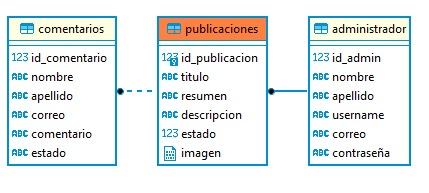 comentarios
123 id_comentario
ABC nombre
ABC apellido
ABC correo
ABC comentario
ABC estado
publicaciones
123 id_publicacion
ABC titulo
ABC resumen
ABC descripcion
123 estado
imagen
administrador
123 id_admin
ABC nombre
ABC apellido
ABC username
ABC correo
ABC contraseña